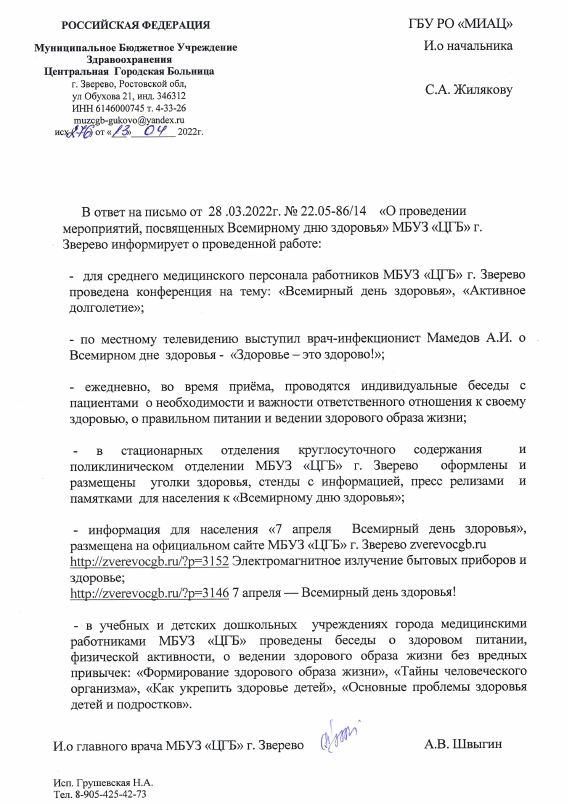 РОССИЙСКАЯ ФЕДЕРАЦИЯ
Муниципальное Бюджетное Учреждение
Здравоохранения
Центральная Городская Больница
г. Зверево, Ростовской обл,
ул Обухова 21, инд. 346312
ИНН 6146000745 т. 4-33-26
muzcgb-gukovo@yandex.ru
исх 276 от «13» 04 2022г.
ГБУ РО «МИАЦ»
И.о начальника
С.А. Жилякову
В ответ на письмо от 28 .03.2022г. № 22.05-86/14 «О проведении
мероприятий, посвященных Всемирному дню здоровья» МБУЗ «ЦГБ» г.
Зверево информирует о проведенной работе:
- для среднего медицинского персонала работников МБУЗ «ЦГБ» г. Зверево
проведена конференция на тему: «Всемирный день здоровья», «Активное
долголетие»;
- по местному телевидению выступил врач-инфекционист Мамедов А.И. о
Всемирном дне здоровья - «Здоровье – это здорово!»;
- ежедневно, во время приёма, проводятся индивидуальные беседы с
пациентами о необходимости и важности ответственного отношения к своему
здоровью, о правильном питании и ведении здорового образа жизни;
- в стационарных отделения круглосуточного содержания и
поликлиническом отделении МБУЗ «ЦГБ» г. Зверево оформлены и
размещены уголки здоровья, стенды с информацией, пресс релизами и
памятками для населения к «Всемирному дню здоровья»;
- информация для населения «7 апреля Всемирный день здоровья»,
размещена на официальном сайте МБУЗ «ЦГБ» г. Зверево zverevocgb.ru
http://zverevocgb.ru/?p=3152 Электромагнитное излучение бытовых приборов и
здоровье;
http://zverevocgb.ru/?p=3146 7 апреля — Всемирный день здоровья!
- в учебных и детских дошкольных учреждениях города медицинскими
работниками МБУЗ «ЦГБ» проведены беседы о здоровом питании,
физической активности, о ведении здорового образа жизни без вредных
привычек: «Формирование здорового образа жизни», «Тайны человеческого
организма», «Как укрепить здоровье детей», «Основные проблемы здоровья
детей и подростков».
И.о главного врача МБУЗ «ЦГБ» г. Зверево А.В. Швыгин
Исп. Грушевская Н.А.
Тел. 8-905-425-42-73